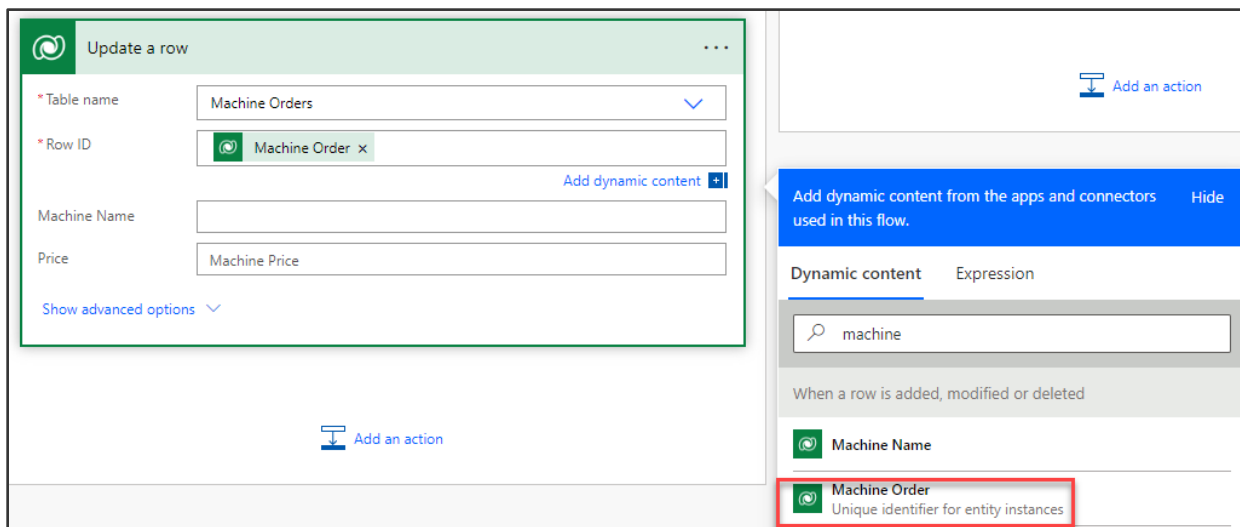 Update a row
...
* Table name
Machine Orders
* Row ID
Machine Order ×
Add dynamic content
Machine Name
Price
Machine Price
Show advanced options
Add an action
Add an action
Add dynamic content from the apps and connectors
used in this flow.
Hide
Dynamic content
Expression
machine
When a row is added, modified or deleted
Machine Name
Machine Order
Unique identifier for entity instances